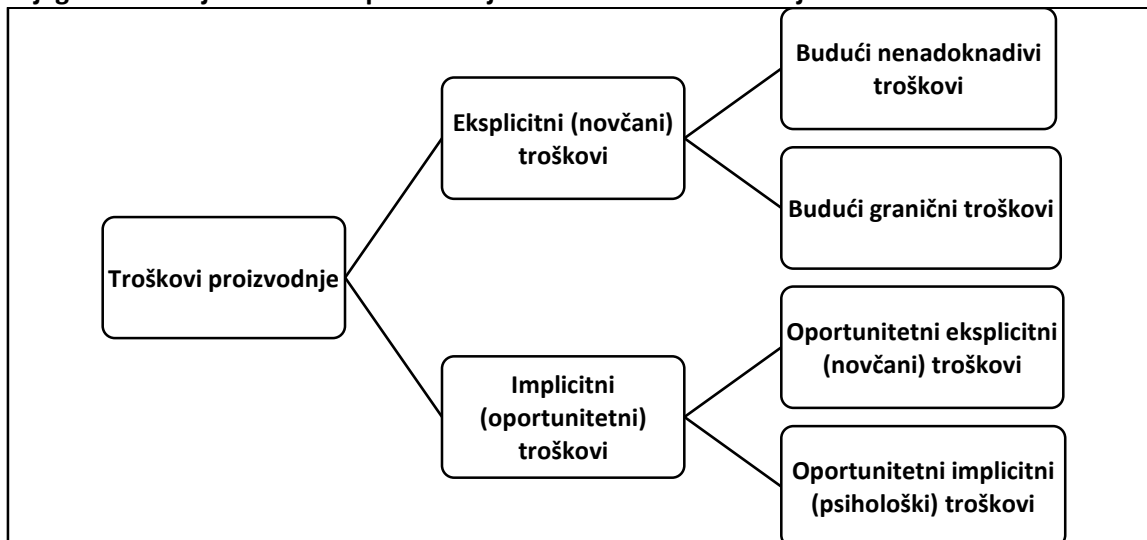 Budući nenadoknadivi
troškovi
Eksplicitni (novčani)
troškovi
Budući granični troškovi
Troškovi proizvodnje
Oportunitetni eksplicitni
(novčani) troškovi
Implicitni
(oportunitetni)
troškovi
Oportunitetni implicitni
(psihološki) troškovi